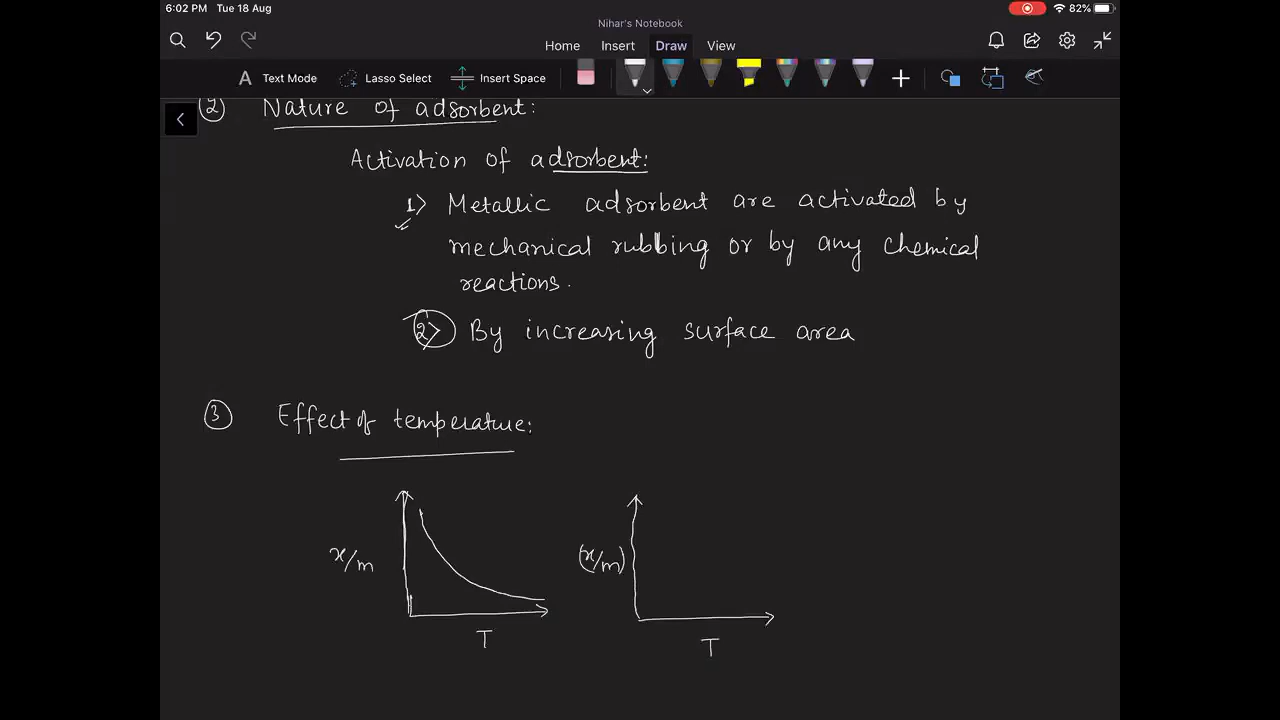 6:02 PM Tue 18 Aug
82%
Nihar's Notebook
Home Insert Draw View
Text Mode Lasso Select Insert Space
(2) Nature of adsorbent:
Activation of adsorbent:
1> Metallic adsorbent are activated by
mechanical rubbing or by any chemical
reactions.
2> By increasing surface area
(3) Effect of temperature:
x/m
T
(x/m)
T